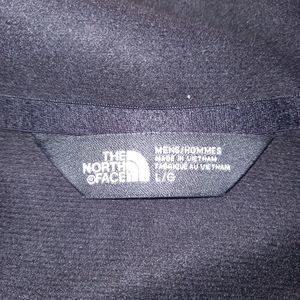 THE
NORTH
FACE
MENS/HOMMES
MADE IN VIETNAM
FABRIQUÉ AU VIETNAM
L/G